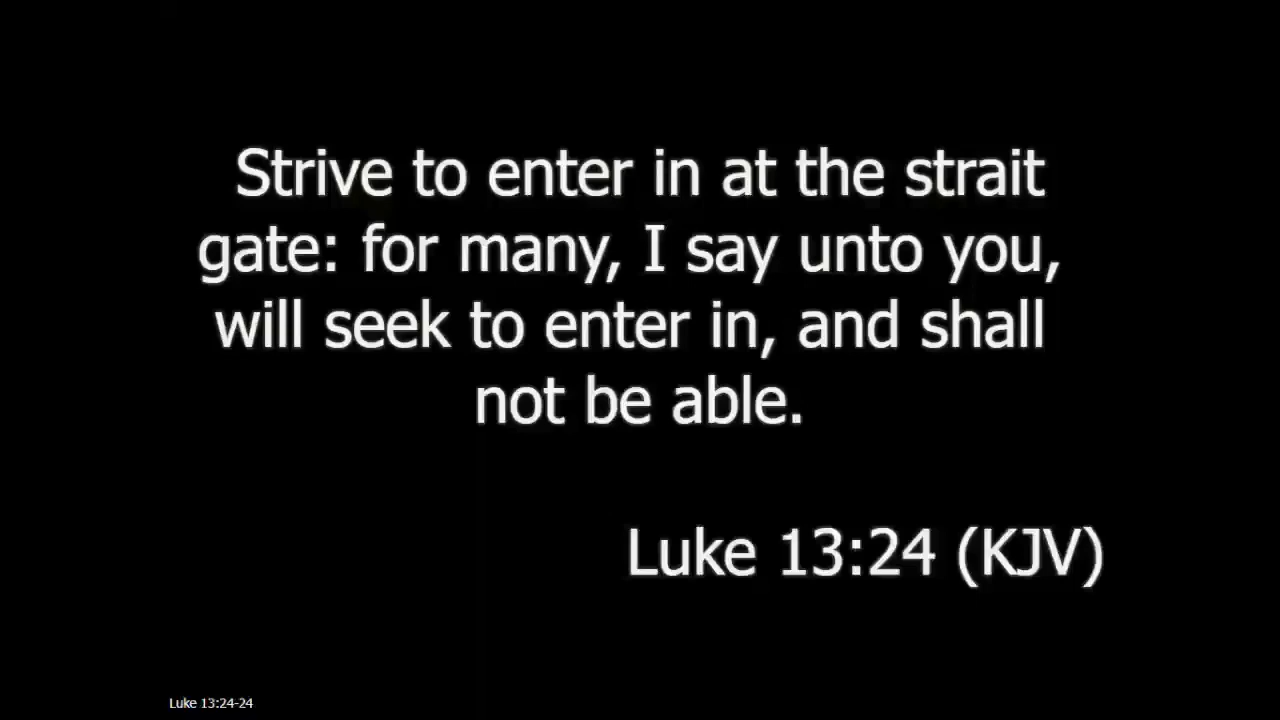 Strive to enter in at the strait
gate: for many, I say unto you,
will seek to enter in, and shall
not be able.
Luke 13:24 (KJV)
Luke 13:24-24